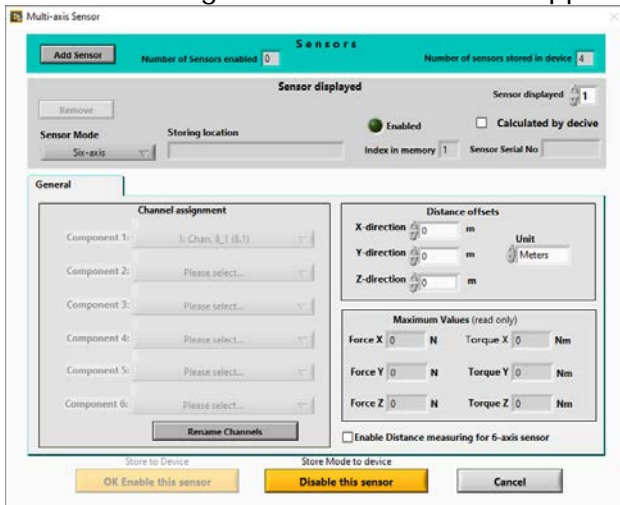 Multi-axis Sensor
Sensors
Add Sensor Number of Sensors enabled 0 Number of sensors stored in device 4
Sensor displayed
Sensor displayed 1
Remove
Enabled Calculated by decive
Sensor Mode Storing location
Six-axis Index in memory 1 Sensor Serial No
General
Channel assignment
Component 1: 1: Chan. 0_1 (0.1)
Component 2: Please select...
Component 3: Please select...
Component 4: Please select...
Component 5: Please select...
Component 6: Please select...
Rename Channels
Distance offsets
X-direction 0 m Unit
Y-direction 0 m Meters
Z-direction 0 m
Maximum Values (read only)
Force X 0 N Torque X 0 Nm
Force Y 0 N Torque Y 0 Nm
Force Z 0 N Torque Z 0 Nm
Enable Distance measuring for 6-axis sensor
Store to Device Store Mode to device
OK Enable this sensor Disable this sensor Cancel